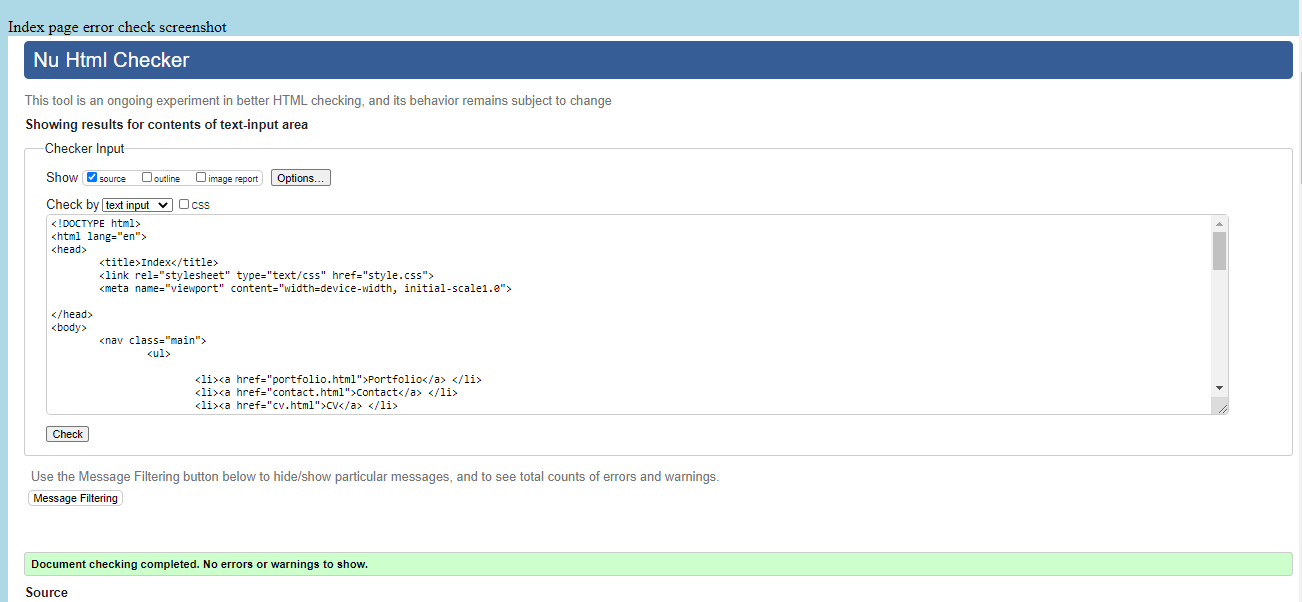 Index page error check screenshot
Nu Html Checker
This tool is an ongoing experiment in better HTML checking, and its behavior remains subject to change
Showing results for contents of text-input area
Checker Input
Show source outline image report Options...
Check by text input css
<!DOCTYPE html>
<html lang="en">
<head>
<title>Index</title>
<link rel="stylesheet" type="text/css" href="style.css">
<meta name="viewport" content="width=device-width, initial-scale1.0">
</head>
<body>
<nav class="main">
<ul>
<li><a href="portfolio.html">Portfolio</a> </li>
<li><a href="contact.html">Contact</a> </li>
<li><a href="cv.html">CV</a> </li>
Check
Use the Message Filtering button below to hide/show particular messages, and to see total counts of errors and warnings.
Message Filtering
Document checking completed. No errors or warnings to show.
Source